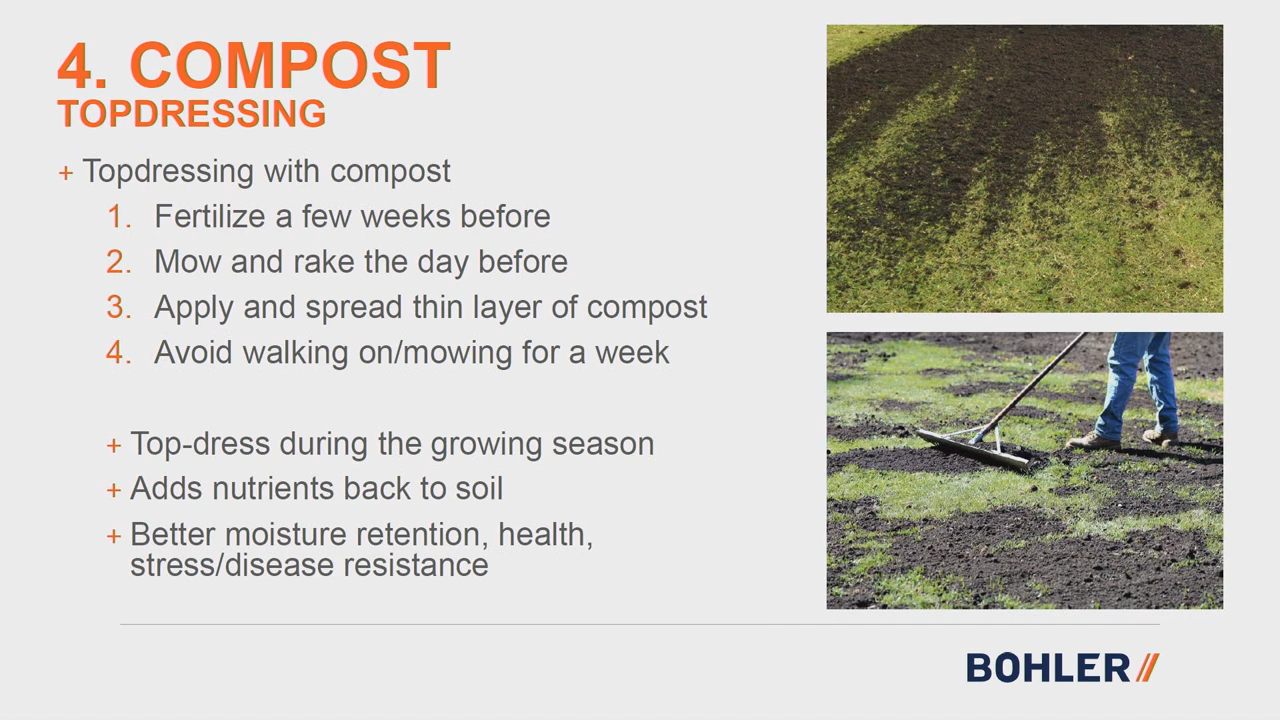 4. COMPOST
TOPDRESSING
+ Topdressing with compost
1. Fertilize a few weeks before
2. Mow and rake the day before
3. Apply and spread thin layer of compost
4. Avoid walking on/mowing for a week
+ Top-dress during the growing season
+ Adds nutrients back to soil
+ Better moisture retention, health,
stress/disease resistance
BOHLER//